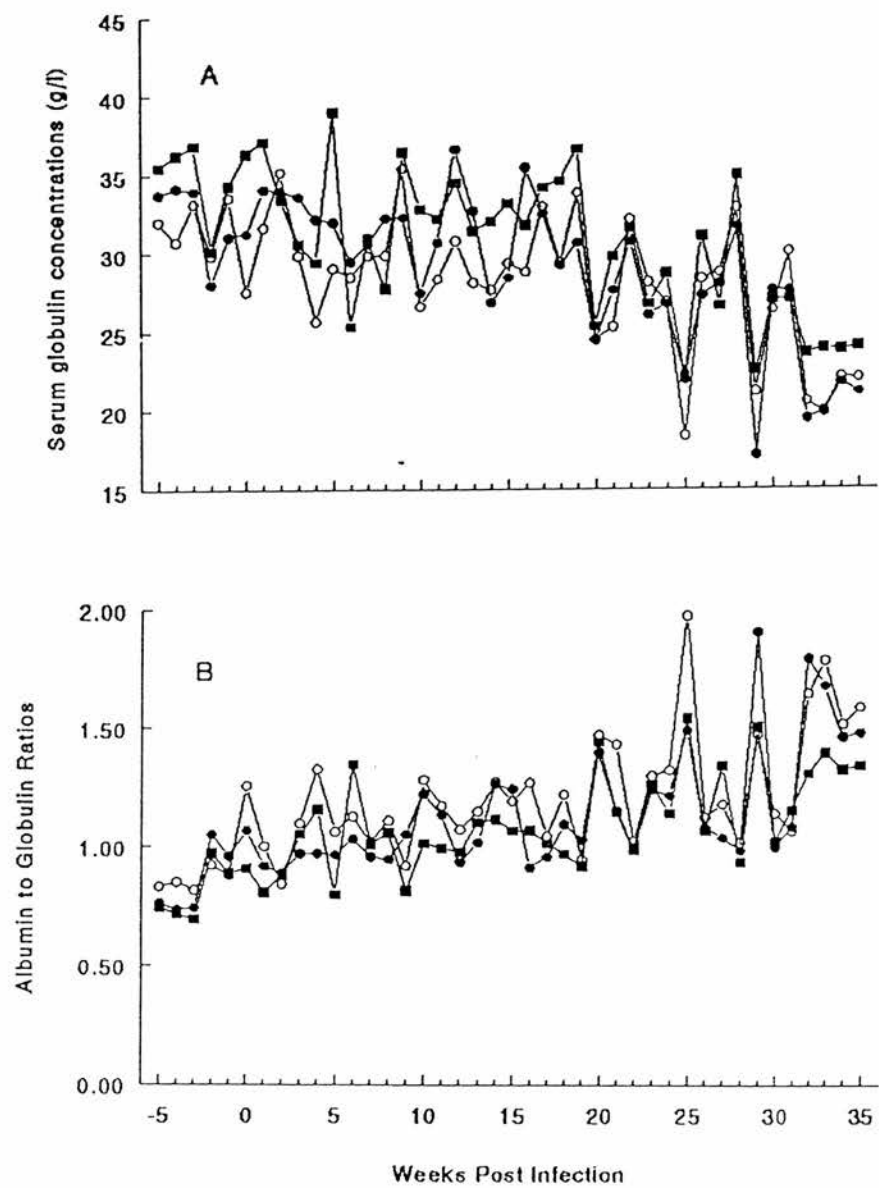 Serum globulin concentrations (g/l)
45
40
35
30
25
20
15
A
Albumin to Globulin Ratios
2.00
1.50
1.00
0.50
0.00
B
-5 0 5 10 15 20 25 30 35
Weeks Post Infection